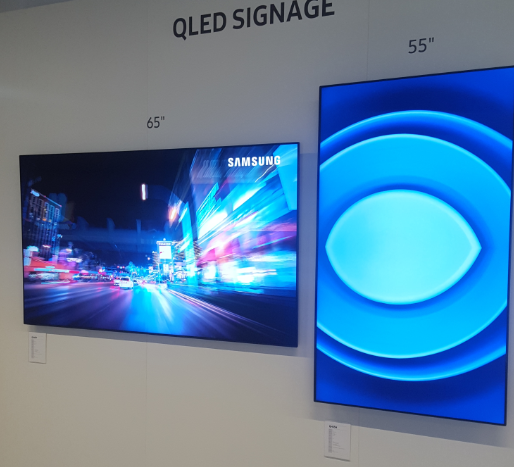 QLED SIGNAGE
55"
65"
SAMSUNG